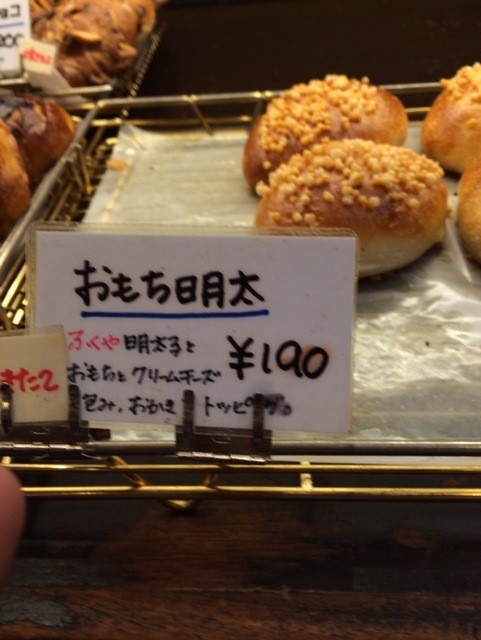 おもち明太
ふくや明太子と
おもちとクリームチーズ
包み、おかき トッピング。
¥190